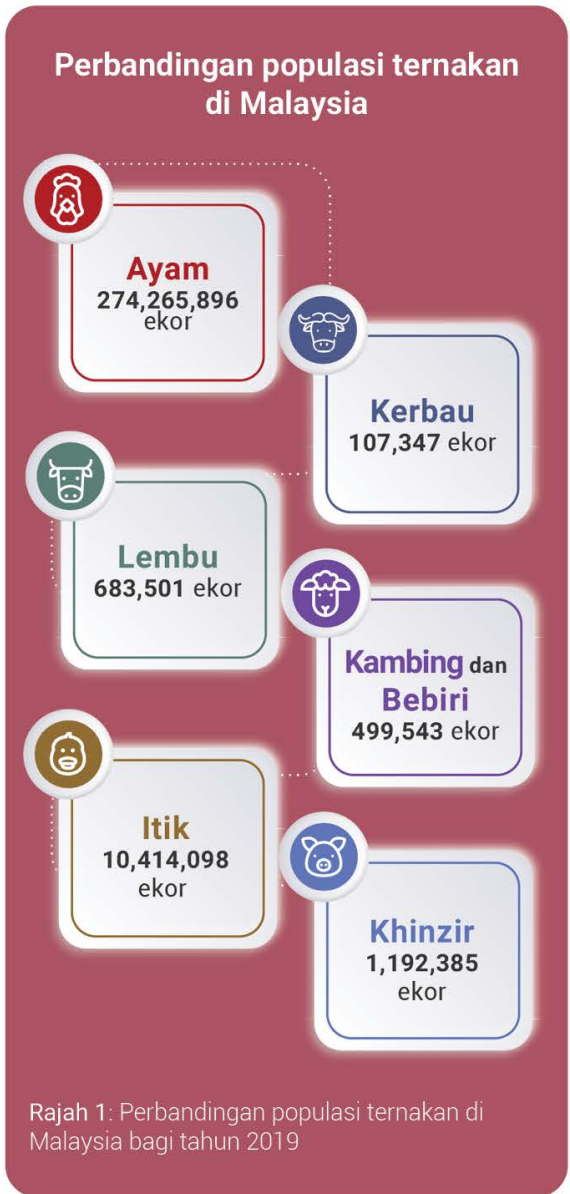 Perbandingan populasi ternakan
di Malaysia
Ayam
274,265,896
ekor
Kerbau
107,347 ekor
Lembu
683,501 ekor
Kambing dan
Bebiri
499,543 ekor
Itik
10,414,098
ekor
Khinzir
1,192,385
ekor
Rajah 1: Perbandingan populasi ternakan di
Malaysia bagi tahun 2019